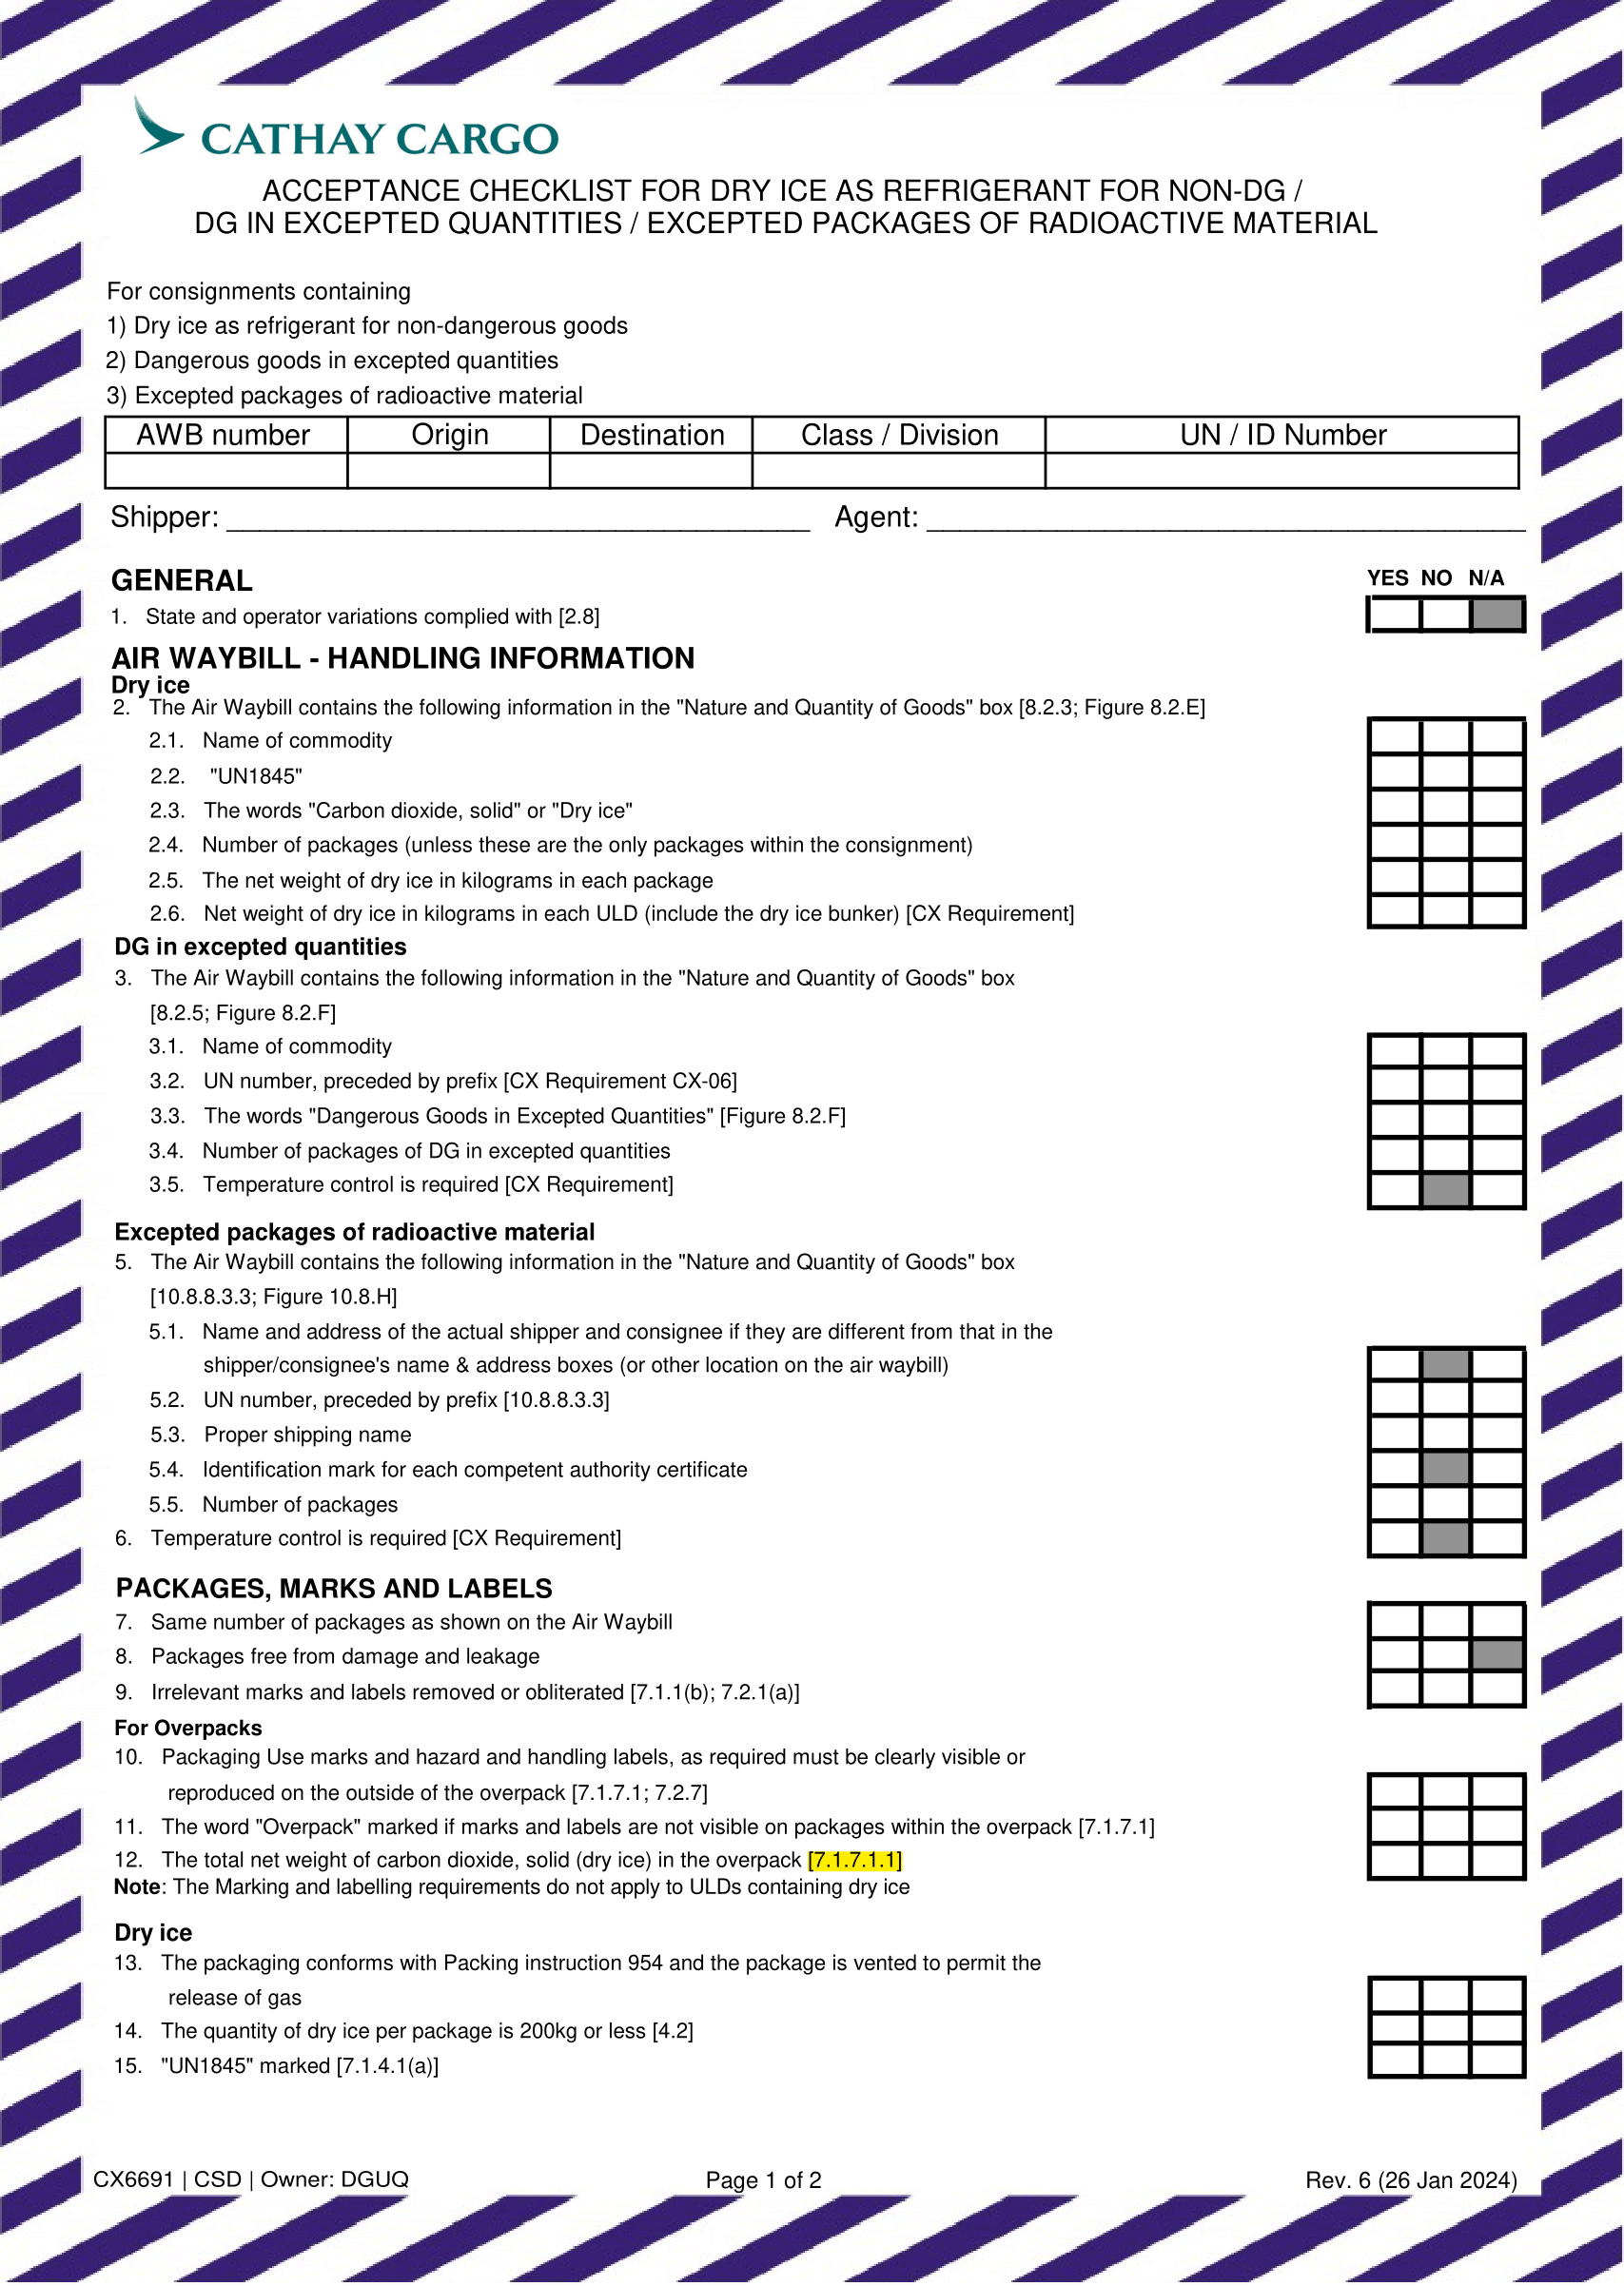 CATHAY CARGO
ACCEPTANCE CHECKLIST FOR DRY ICE AS REFRIGERANT FOR NON-DG /
DG IN EXCEPTED QUANTITIES / EXCEPTED PACKAGES OF RADIOACTIVE MATERIAL
For consignments containing
1) Dry ice as refrigerant for non-dangerous goods
2) Dangerous goods in excepted quantities
3) Excepted packages of radioactive material
AWB number Origin Destination Class / Division UN / ID Number
Shipper: ____________________________________ Agent: _____________________________________
GENERAL YES NO N/A
1. State and operator variations complied with [2.8]
AIR WAYBILL - HANDLING INFORMATION
Dry ice
2. The Air Waybill contains the following information in the "Nature and Quantity of Goods" box [8.2.3; Figure 8.2.E]
2.1. Name of commodity
2.2. "UN1845"
2.3. The words "Carbon dioxide, solid" or "Dry ice"
2.4. Number of packages (unless these are the only packages within the consignment)
2.5. The net weight of dry ice in kilograms in each package
2.6. Net weight of dry ice in kilograms in each ULD (include the dry ice bunker) [CX Requirement]
DG in excepted quantities
3. The Air Waybill contains the following information in the "Nature and Quantity of Goods" box
[8.2.5; Figure 8.2.F]
3.1. Name of commodity
3.2. UN number, preceded by prefix [CX Requirement CX-06]
3.3. The words "Dangerous Goods in Excepted Quantities" [Figure 8.2.F]
3.4. Number of packages of DG in excepted quantities
3.5. Temperature control is required [CX Requirement]
Excepted packages of radioactive material
5. The Air Waybill contains the following information in the "Nature and Quantity of Goods" box
[10.8.8.3.3; Figure 10.8.H]
5.1. Name and address of the actual shipper and consignee if they are different from that in the
shipper/consignee's name & address boxes (or other location on the air waybill)
5.2. UN number, preceded by prefix [10.8.8.3.3]
5.3. Proper shipping name
5.4. Identification mark for each competent authority certificate
5.5. Number of packages
6. Temperature control is required [CX Requirement]
PACKAGES, MARKS AND LABELS
7. Same number of packages as shown on the Air Waybill
8. Packages free from damage and leakage
9. Irrelevant marks and labels removed or obliterated [7.1.1(b); 7.2.1(a)]
For Overpacks
10. Packaging Use marks and hazard and handling labels, as required must be clearly visible or
reproduced on the outside of the overpack [7.1.7.1; 7.2.7]
11. The word "Overpack" marked if marks and labels are not visible on packages within the overpack [7.1.7.1]
12. The total net weight of carbon dioxide, solid (dry ice) in the overpack [7.1.7.1.1]
Note: The Marking and labelling requirements do not apply to ULDs containing dry ice
Dry ice
13. The packaging conforms with Packing instruction 954 and the package is vented to permit the
release of gas
14. The quantity of dry ice per package is 200kg or less [4.2]
15. "UN1845" marked [7.1.4.1(a)]
CX6691 | CSD | Owner: DGUQ Page 1 of 2 Rev. 6 (26 Jan 2024)